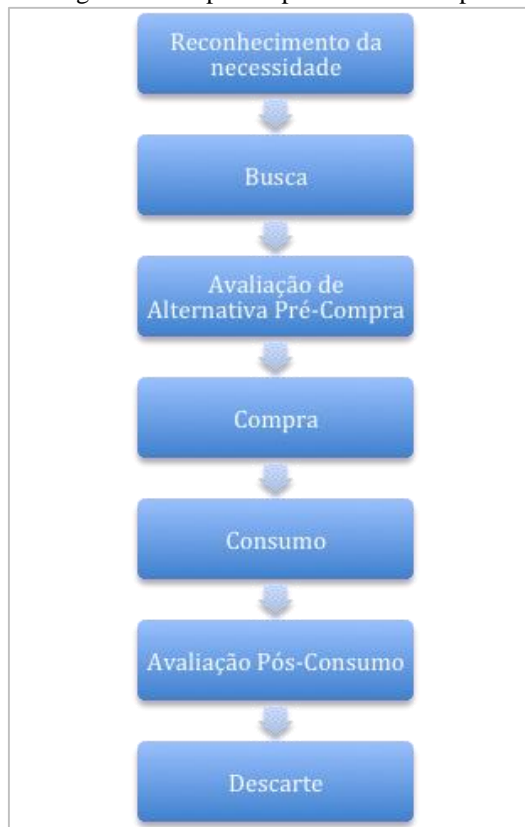 Reconhecimento da
necessidade
Busca
Avaliação de
Alternativa Pré-Compra
Compra
Consumo
Avaliação Pós-Consumo
Descarte